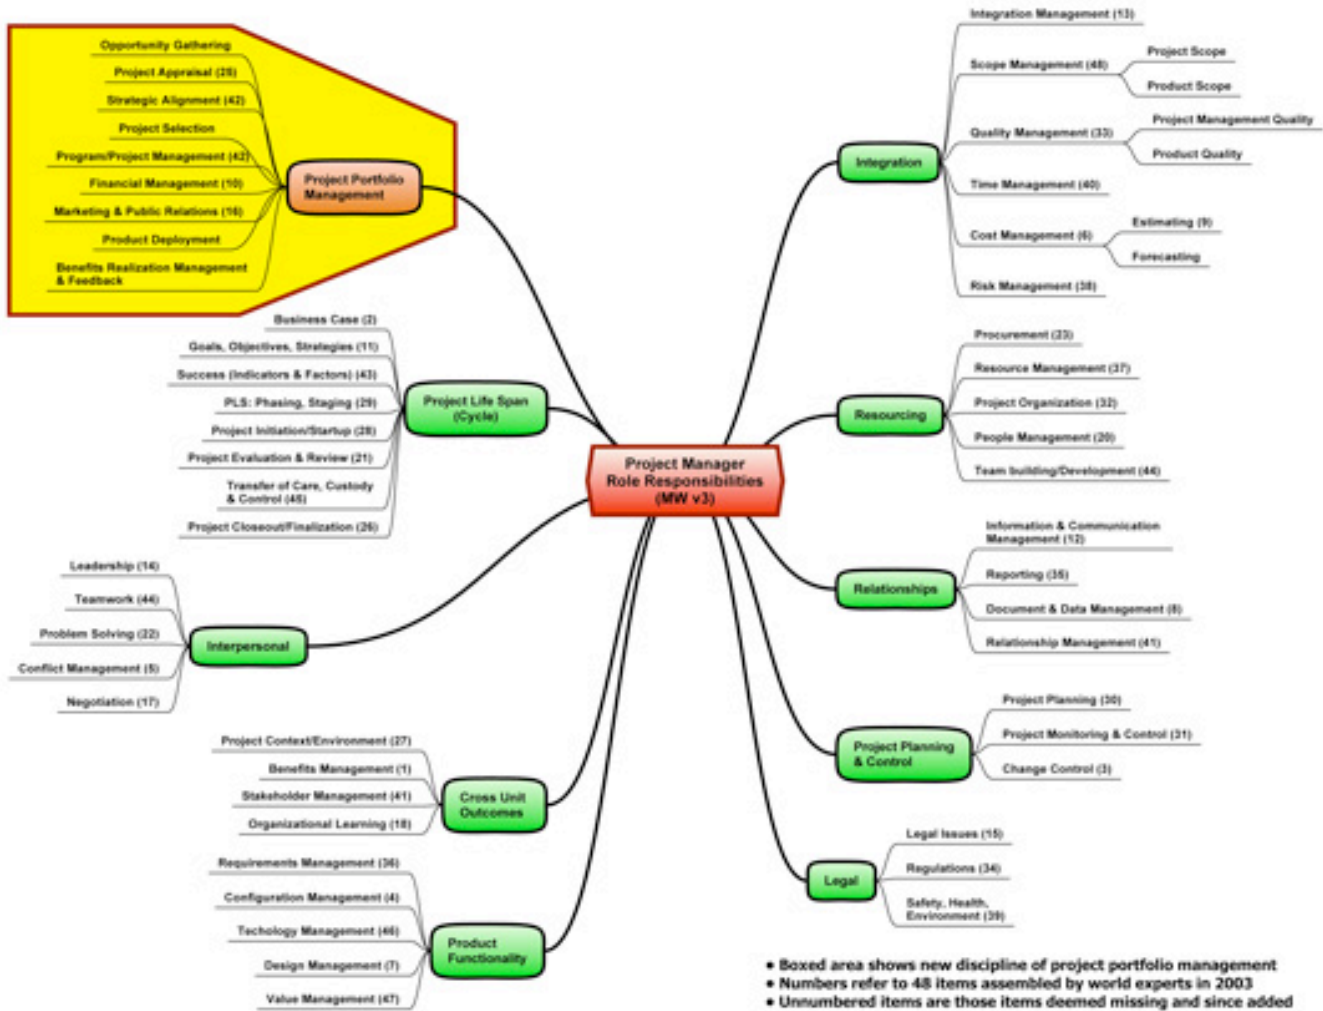 Project Manager
Role Responsibilities
(MW v3)
Project Portfolio
Management
Opportunity Gathering
Project Appraisal (25)
Strategic Alignment (42)
Project Selection
Program/Project Management (42)
Financial Management (10)
Marketing & Public Relations (16)
Product Deployment
Benefits Realization Management
& Feedback
Project Life Span
(Cycle)
Business Case (2)
Goals, Objectives, Strategies (11)
Success (Indicators & Factors) (43)
PLS: Phasing, Staging (29)
Project Initiation/Startup (28)
Project Evaluation & Review (21)
Transfer of Care, Custody
& Control (45)
Project Closeout/Finalization (26)
Interpersonal
Leadership (14)
Teamwork (44)
Problem Solving (22)
Conflict Management (5)
Negotiation (17)
Cross Unit
Outcomes
Project Context/Environment (27)
Benefits Management (1)
Stakeholder Management (41)
Organizational Learning (18)
Product
Functionality
Requirements Management (36)
Configuration Management (4)
Techology Management (46)
Design Management (7)
Value Management (47)
Integration
Integration Management (13)
Scope Management (48)
Project Scope
Product Scope
Quality Management (33)
Project Management Quality
Product Quality
Time Management (40)
Cost Management (6)
Estimating (9)
Forecasting
Risk Management (38)
Resourcing
Procurement (23)
Resource Management (37)
Project Organization (32)
People Management (20)
Team building/Development (44)
Relationships
Information & Communication
Management (12)
Reporting (35)
Document & Data Management (8)
Relationship Management (41)
Project Planning
& Control
Project Planning (30)
Project Monitoring & Control (31)
Change Control (3)
Legal
Legal Issues (15)
Regulations (34)
Safety, Health,
Environment (39)
• Boxed area shows new discipline of project portfolio management
• Numbers refer to 48 items assembled by world experts in 2003
• Unnumbered items are those items deemed missing and since added